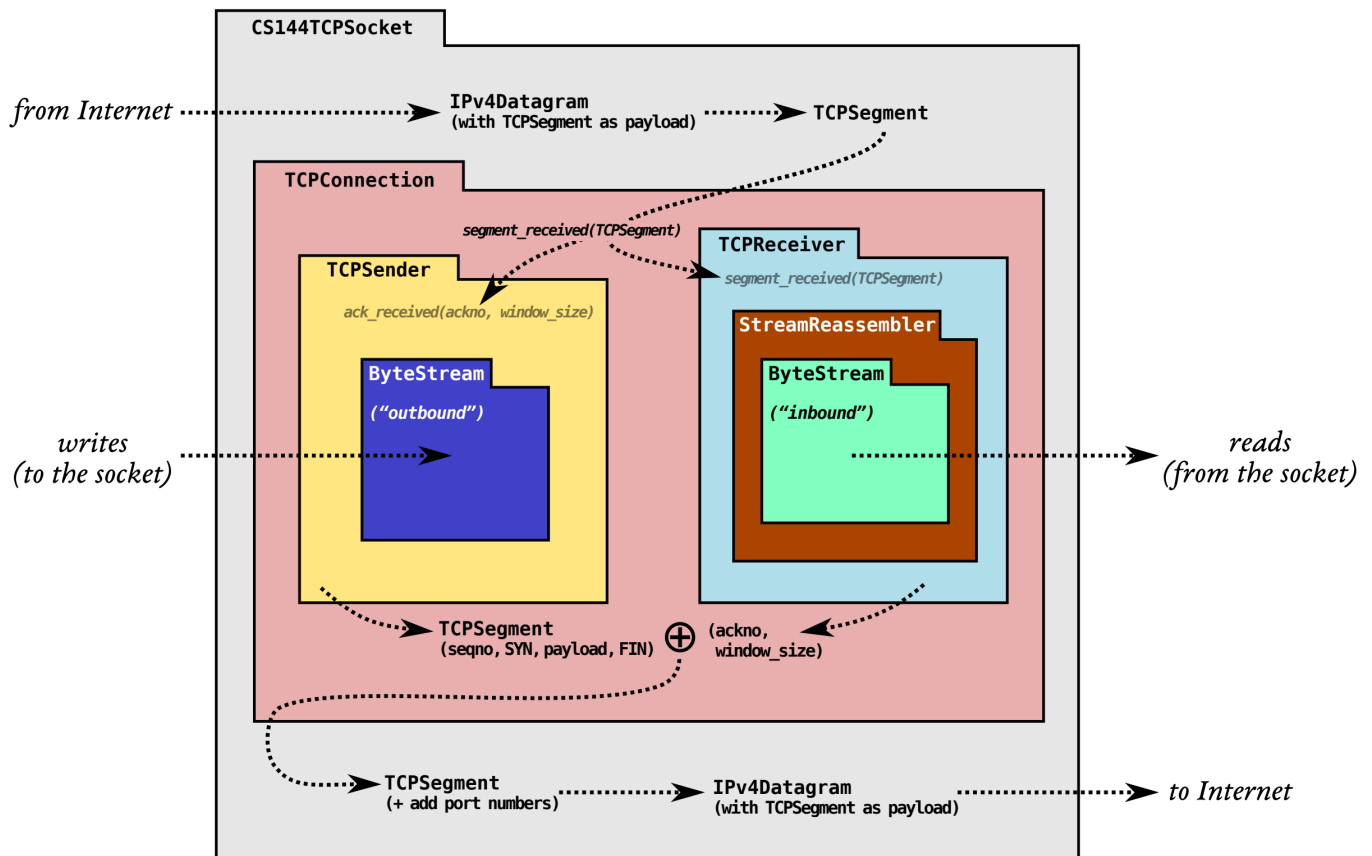 CS144TCPSocket
from Internet
IPv4Datagram
(with TCPSegment as payload)
TCPSegment
TCPConnection
segment_received(TCPSegment)
TCPReceiver
segment_received(TCPSegment)
TCPSender
ack_received(ackno, window_size)
StreamReassembler
ByteStream
(“outbound”)
ByteStream
(“inbound”)
writes
(to the socket)
reads
(from the socket)
TCPSegment
(seqno, SYN, payload, FIN)
(ackno,
window_size)
TCPSegment
(+ add port numbers)
IPv4Datagram
(with TCPSegment as payload)
to Internet